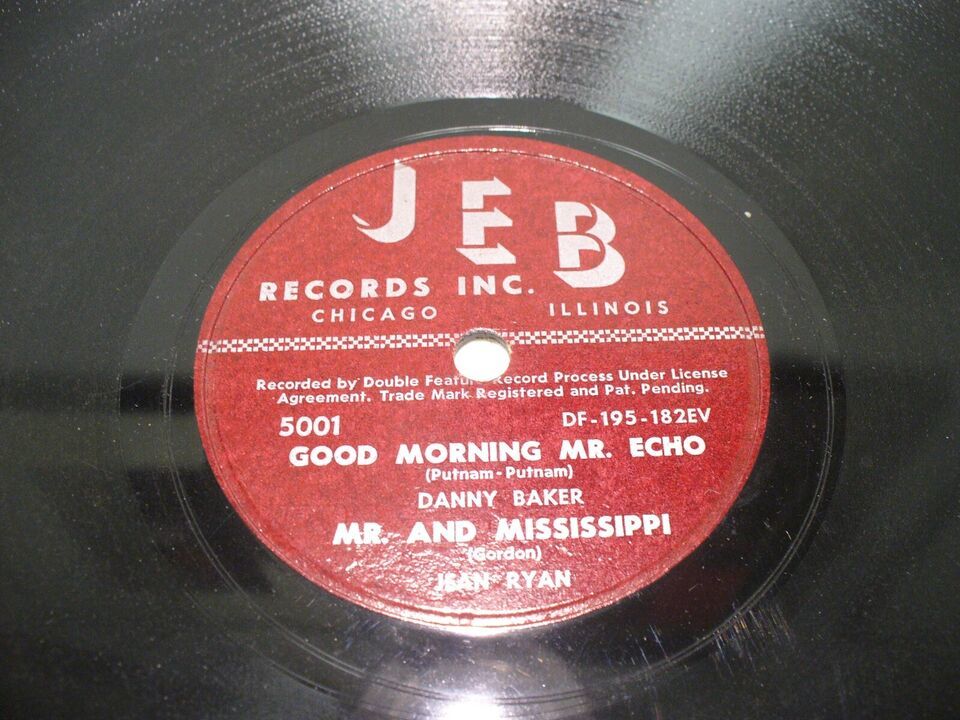 JEB
RECORDS INC.
CHICAGO ILLINOIS
Recorded by Double Feature Record Process Under License
Agreement. Trade Mark Registered and Pat. Pending.
5001 DF-195-182EV
GOOD MORNING MR. ECHO
(Putnam-Putnam)
DANNY BAKER
MR. AND MISSISSIPPI
(Gordon)
JEAN RYAN